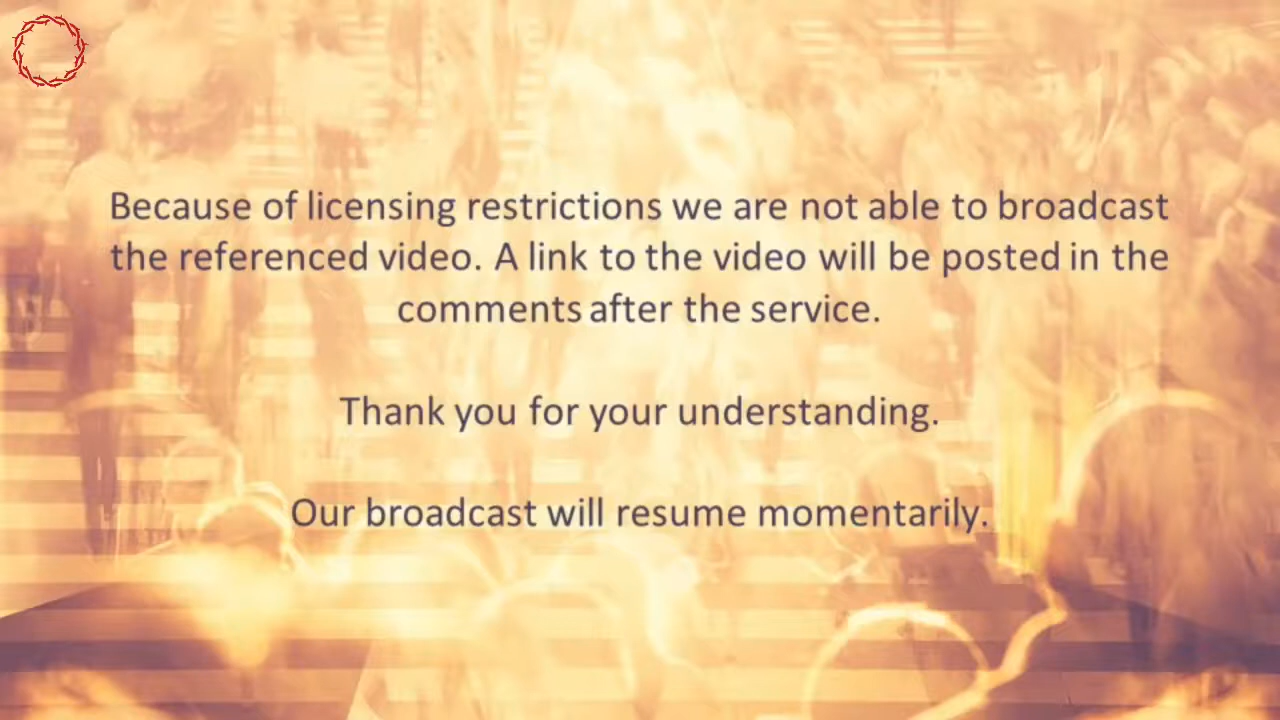 Because of licensing restrictions we are not able to broadcast
the referenced video. A link to the video will be posted in the
comments after the service.
Thank you for your understanding.
Our broadcast will resume momentarily.